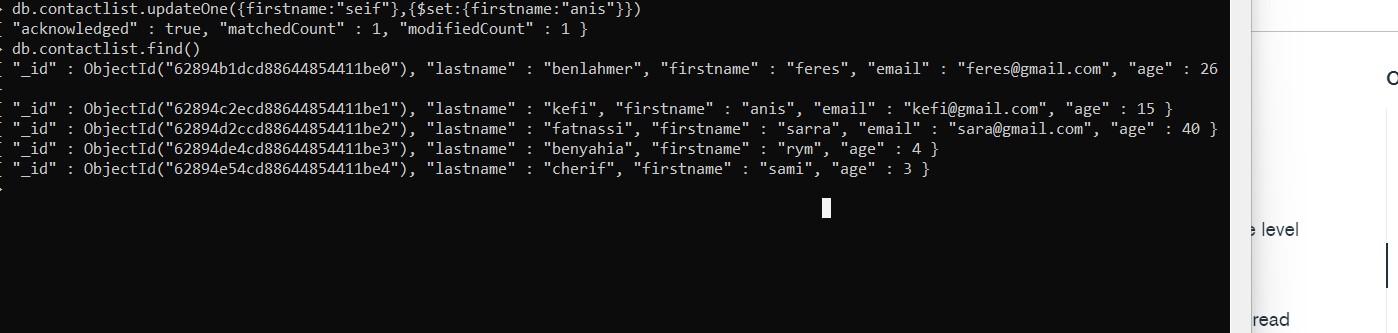 > db.contactlist.updateOne({firstname:"seif"},{$set:{firstname:"anis"}})
{ "acknowledged" : true, "matchedCount" : 1, "modifiedCount" : 1 }
> db.contactlist.find()
{ "_id" : ObjectId("62894b1dcd88644854411be0"), "lastname" : "benlahmer", "firstname" : "feres", "email" : "feres@gmail.com", "age" : 26
}
{ "_id" : ObjectId("62894c2ecd88644854411be1"), "lastname" : "kefi", "firstname" : "anis", "email" : "kefi@gmail.com", "age" : 15 }
{ "_id" : ObjectId("62894d2ccd88644854411be2"), "lastname" : "fatnassi", "firstname" : "sarra", "email" : "sara@gmail.com", "age" : 40 }
{ "_id" : ObjectId("62894de4cd88644854411be3"), "lastname" : "benyahia", "firstname" : "rym", "age" : 4 }
{ "_id" : ObjectId("62894e54cd88644854411be4"), "lastname" : "cherif", "firstname" : "sami", "age" : 3 }
>
level
read